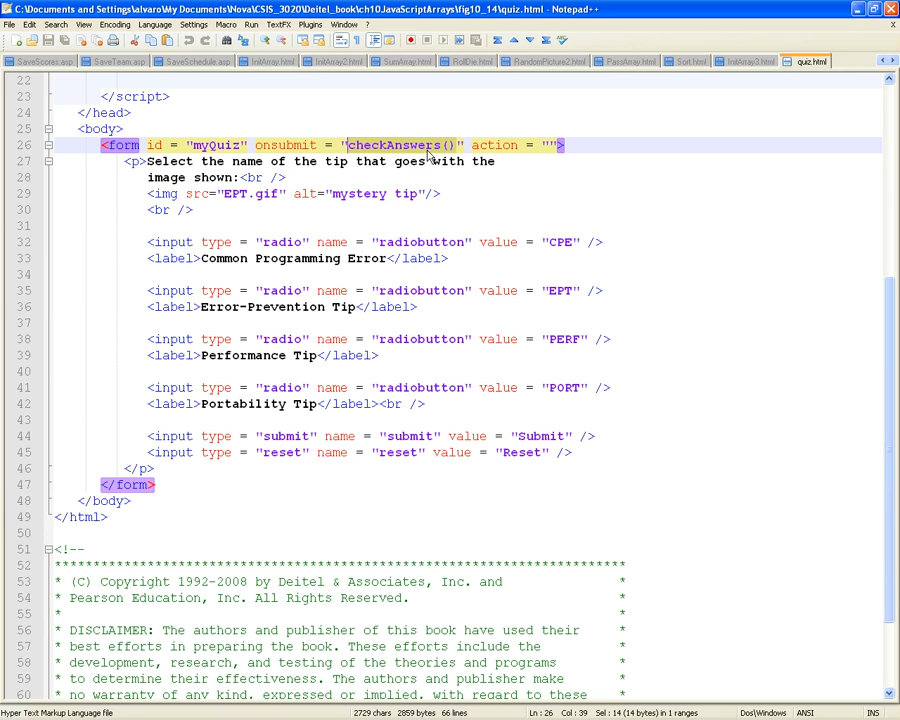 C:\Documents and Settings\alvaro\My Documents\Nova\CSIS_3020\Deitel_book\ch10JavaScriptArrays\fig10_14\quiz.html - Notepad++
File Edit Search View Encoding Language Settings Macro Run TextFX Plugins Window ? X
SaveScores.asp SaveTeam.asp SaveSchedule.asp InitArray.html InitArray2.html SumArray.html RollDie.html RandomPicture2.html PassArray.html Sort.html InitArray3.html quiz.html
22
23 </script>
24 </head>
25 <body>
26 <form id = "myQuiz" onsubmit = "checkAnswers()" action = "">
27 <p>Select the name of the tip that goes with the
28 image shown:<br />
29 <img src="EPT.gif" alt="mystery tip"/>
30 <br />
31
32 <input type = "radio" name = "radiobutton" value = "CPE" />
33 <label>Common Programming Error</label>
34
35 <input type = "radio" name = "radiobutton" value = "EPT" />
36 <label>Error-Prevention Tip</label>
37
38 <input type = "radio" name = "radiobutton" value = "PERF" />
39 <label>Performance Tip</label>
40
41 <input type = "radio" name = "radiobutton" value = "PORT" />
42 <label>Portability Tip</label><br />
43
44 <input type = "submit" name = "submit" value = "Submit" />
45 <input type = "reset" name = "reset" value = "Reset" />
46 </p>
47 </form>
48 </body>
49 </html>
50
51 <!--
52 **************************************************************************
53 * (C) Copyright 1992-2008 by Deitel & Associates, Inc. and *
54 * Pearson Education, Inc. All Rights Reserved. *
55 * *
56 * DISCLAIMER: The authors and publisher of this book have used their *
57 * best efforts in preparing the book. These efforts include the *
58 * development, research, and testing of the theories and programs *
59 * to determine their effectiveness. The authors and publisher make *
60 * no warranty of any kind, expressed or implied, with regard to these *
Hyper Text Markup Language file 2729 chars 2859 bytes 66 lines Ln : 26 Col : 39 Sel : 14 (14 bytes) in 1 ranges Dos\Windows ANSI INS